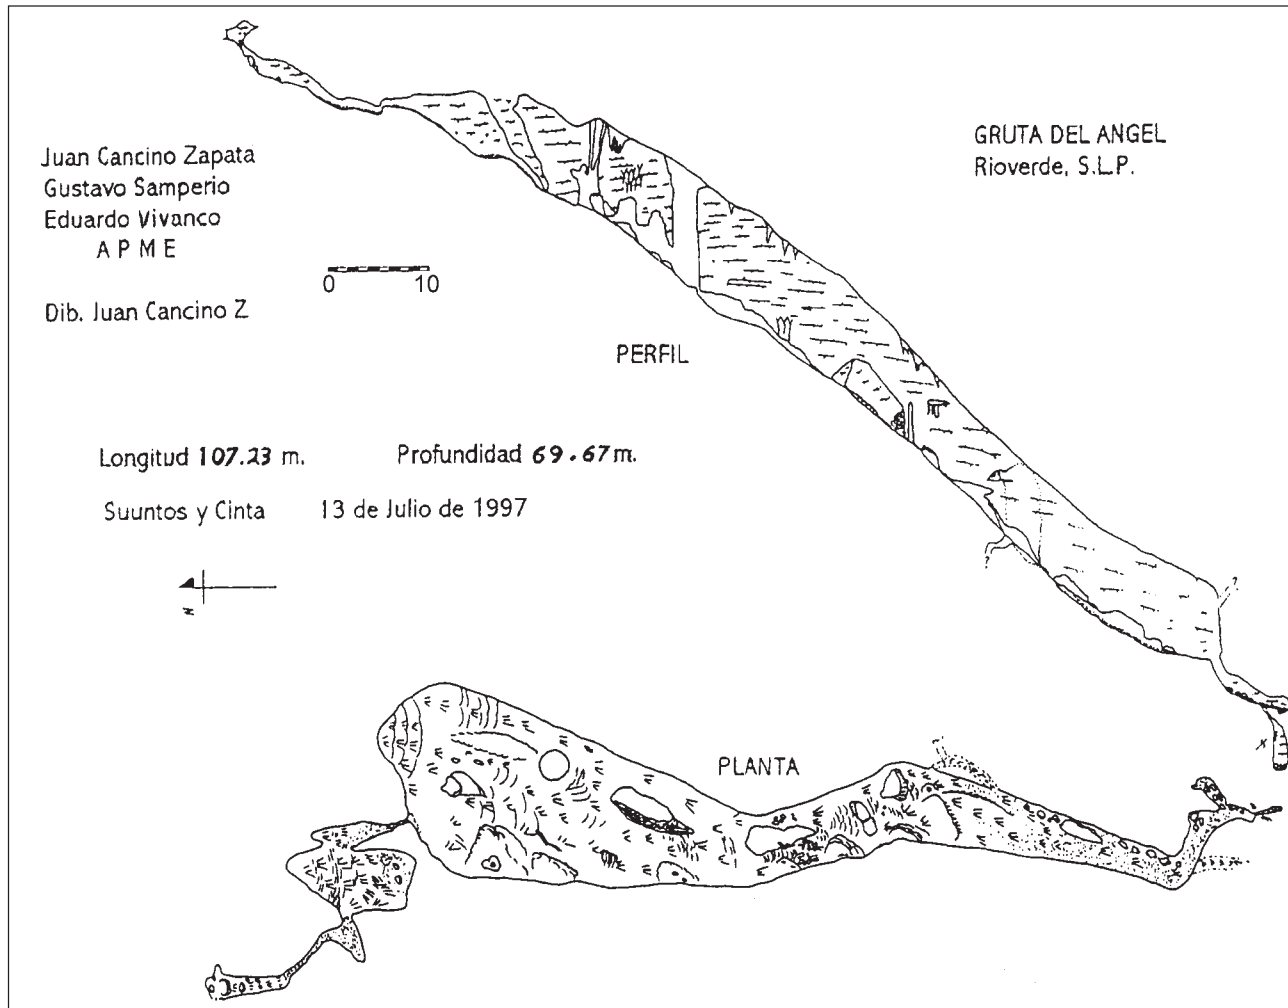 GRUTA DEL ANGEL
Rioverde, S.L.P.
Juan Cancino Zapata
Gustavo Samperio
Eduardo Vivanco
A P M E
0 10
Dib. Juan Cancino Z
PERFIL
Longitud 107.23 m. Profundidad 69.67 m.
Suuntos y Cinta 13 de Julio de 1997
?
?
N
PLANTA